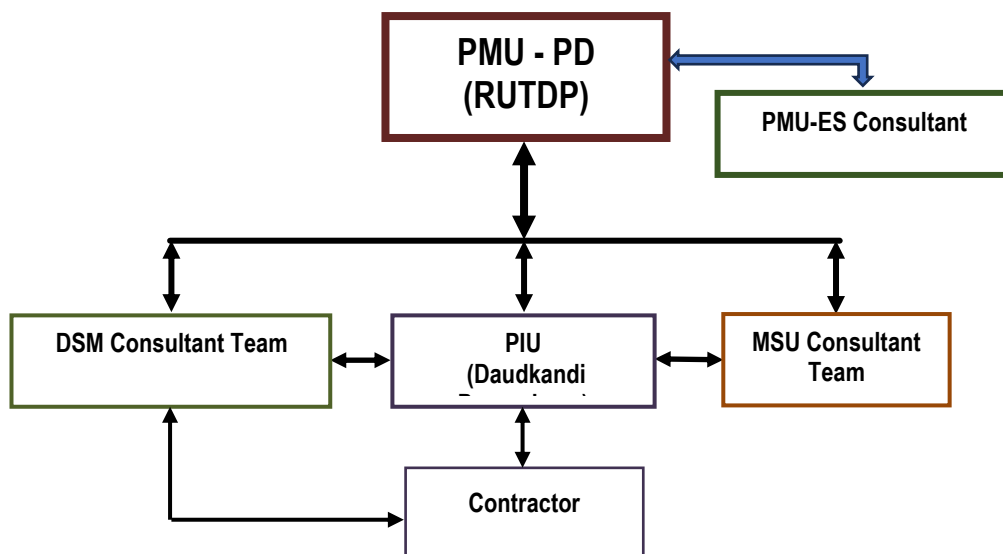 PMU - PD
(RUTDP)
PMU-ES Consultant
DSM Consultant Team
PIU
(Daudkandi
MSU Consultant
Team
Contractor